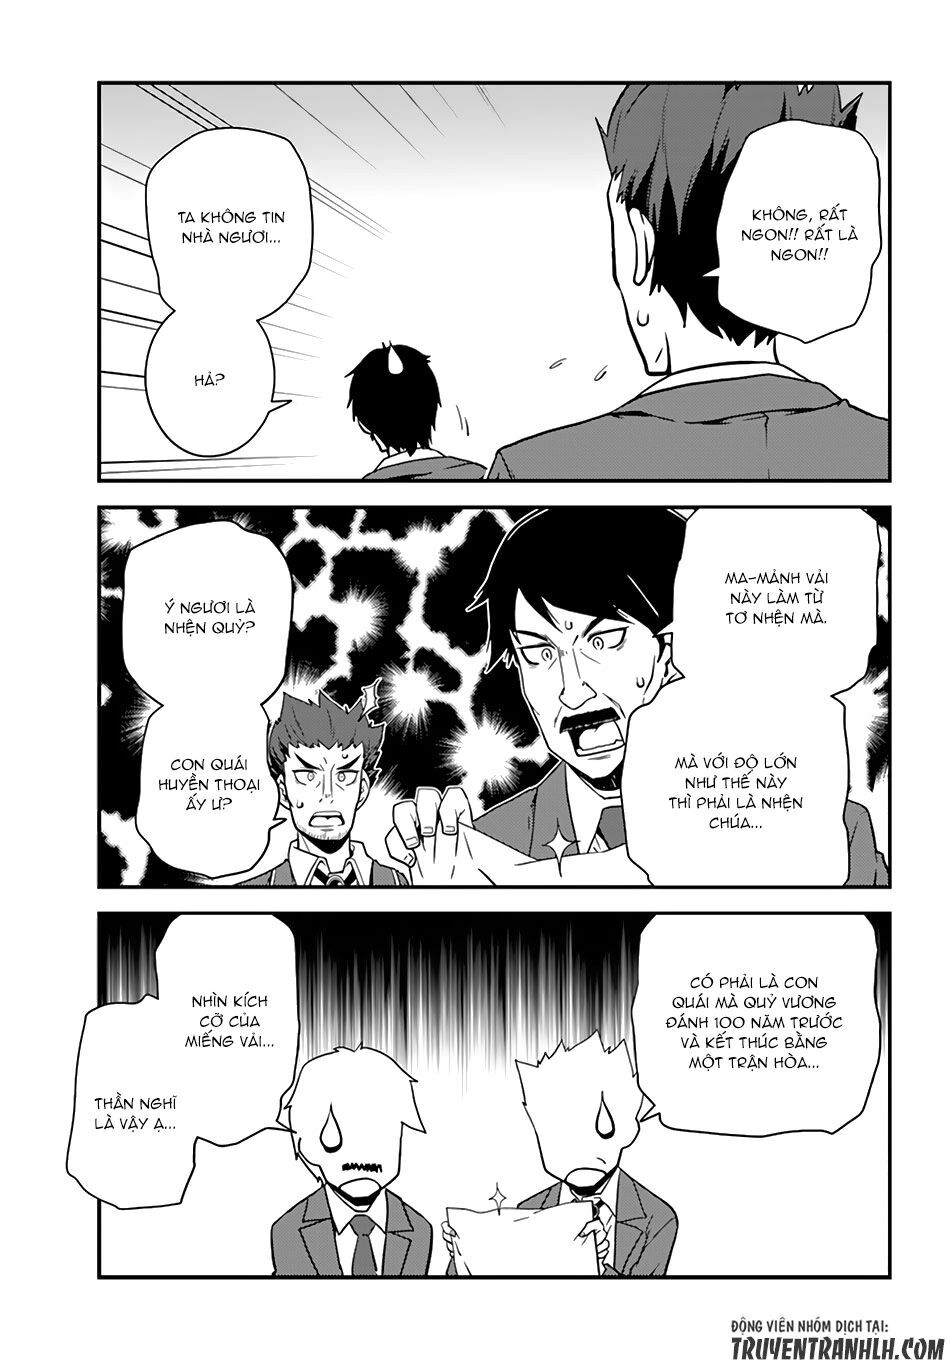 KHÔNG, RẤT
NGON!! RẤT LÀ
NGON!!
TA KHÔNG TIN
NHÀ NGƯƠI...
HẢ?
MA-MẢNH VẢI
NÀY LÀM TỪ
TƠ NHỆN MÀ.
MÀ VỚI ĐỘ LỚN
NHƯ THẾ NÀY
THÌ PHẢI LÀ NHỆN
CHÚA...
Ý NGƯƠI LÀ
NHỆN QUỶ?
CON QUÁI
HUYỀN THOẠI
ẤY Ư?
CÓ PHẢI LÀ CON
QUÁI MÀ QUỶ VƯƠNG
ĐÁNH 100 NĂM TRƯỚC
VÀ KẾT THÚC BẰNG
MỘT TRẬN HÒA...
NHÌN KÍCH
CỠ CỦA
MIẾNG VẢI...
THẦN NGHĨ
LÀ VẬY Ạ...
ĐỘNG VIÊN NHÓM DỊCH TẠI:
TRUYENTRANHLH.COM